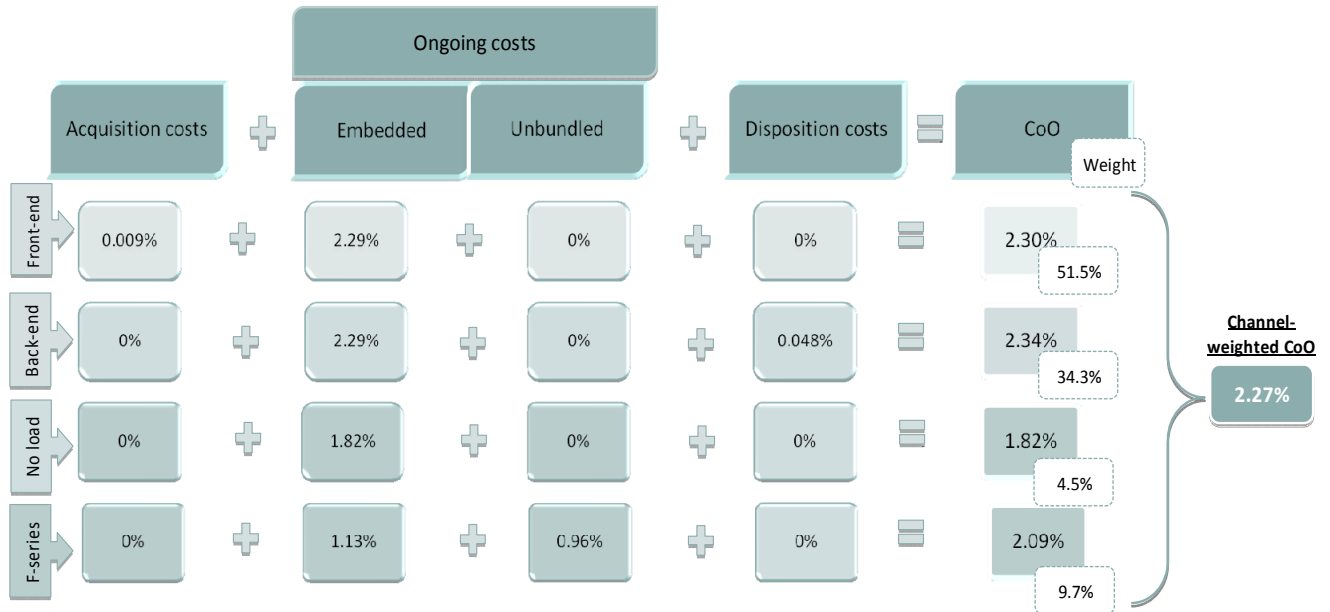 Ongoing costs
Acquisition costs
Embedded
Unbundled
Disposition costs
CoO
Weight
Front-end
0.009%
2.29%
0%
0%
2.30%
51.5%
Back-end
0%
2.29%
0%
0.048%
2.34%
34.3%
No load
0%
1.82%
0%
0%
1.82%
4.5%
F-series
0%
1.13%
0.96%
0%
2.09%
9.7%
Channel-
weighted CoO
2.27%